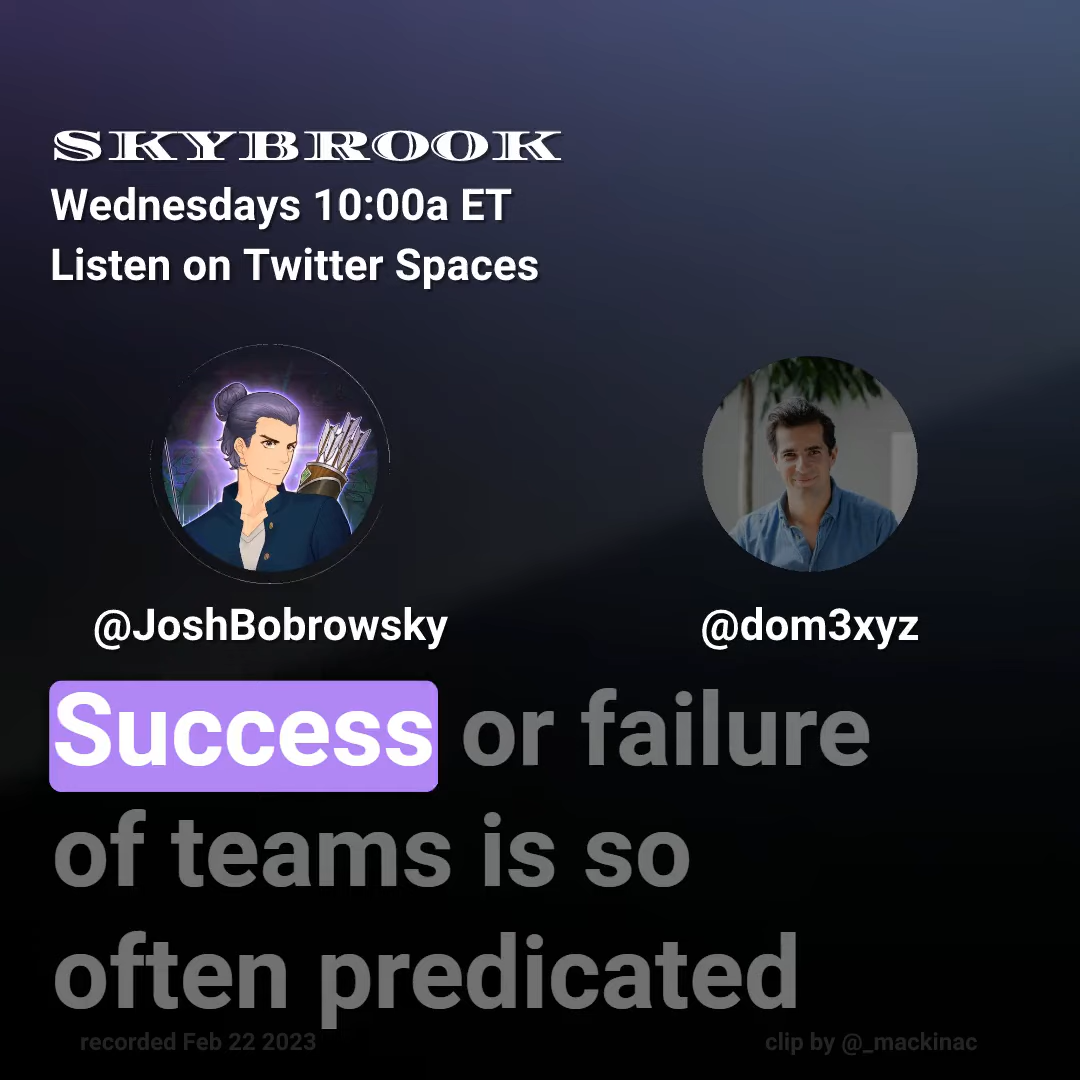 SKYBROOK
Wednesdays 10:00a ET
Listen on Twitter Spaces
@JoshBobrowsky
@dom3xyz
Success or failure
of teams is so
often predicated
recorded Feb 22 2023
clip by @_mackinac